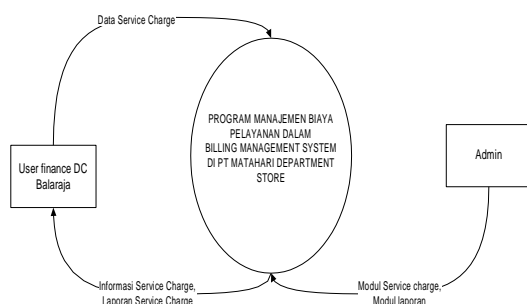 Data Service Charge
PROGRAM MANAJEMEN BIAYA
PELAYANAN DALAM
BILLING MANAGEMENT SYSTEM
DI PT MATAHARI DEPARTMENT
STORE
User finance DC
Balaraja
Admin
Informasi Service Charge,
Laporan Service Charge
Modul Service charge,
Modul laporan